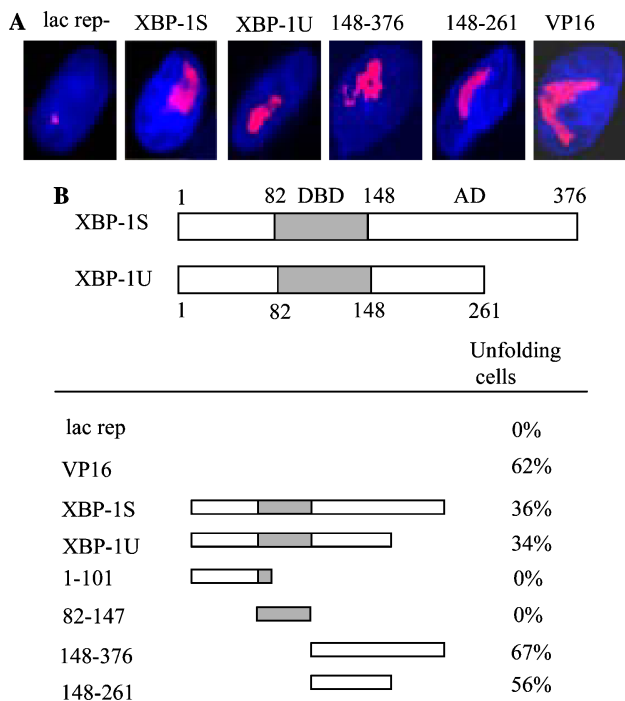 A lac rep- XBP-1S XBP-1U 148-376 148-261 VP16
B 1 82 DBD 148 AD 376
XBP-1S
XBP-1U
1 82 148 261
Unfolding
cells
lac rep 0%
VP16 62%
XBP-1S 36%
XBP-1U 34%
1-101 0%
82-147 0%
148-376 67%
148-261 56%